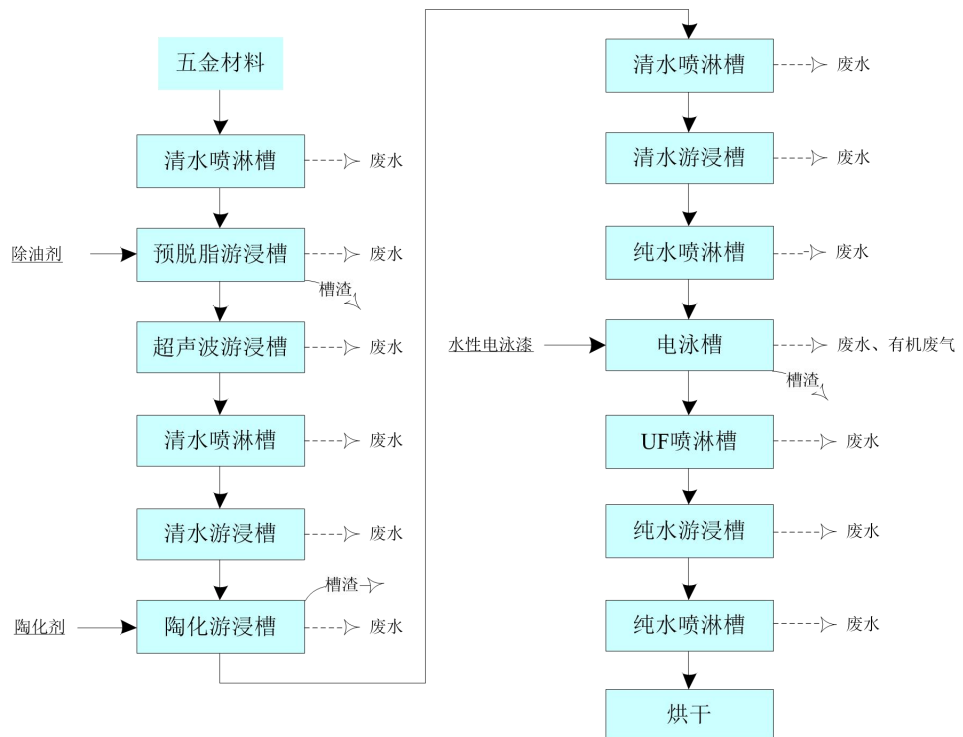 五金材料
清水喷淋槽
废水
除油剂
预脱脂游浸槽
废水
槽渣
超声波游浸槽
废水
清水喷淋槽
废水
清水游浸槽
废水
槽渣
陶化剂
陶化游浸槽
废水
清水喷淋槽
废水
清水游浸槽
废水
纯水喷淋槽
废水
水性电泳漆
电泳槽
废水、有机废气
槽渣
UF喷淋槽
废水
纯水游浸槽
废水
纯水喷淋槽
废水
烘干